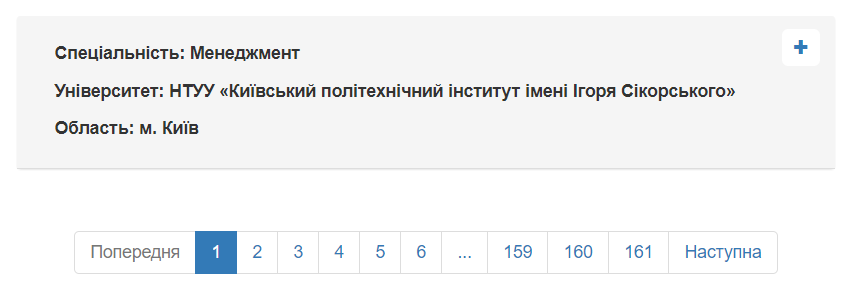 Спеціальність: Менеджмент
Університет: НТУУ «Київський політехнічний інститут імені Ігоря Сікорського»
Область: м. Київ
Попередня 1 2 3 4 5 6 ... 159 160 161 Наступна